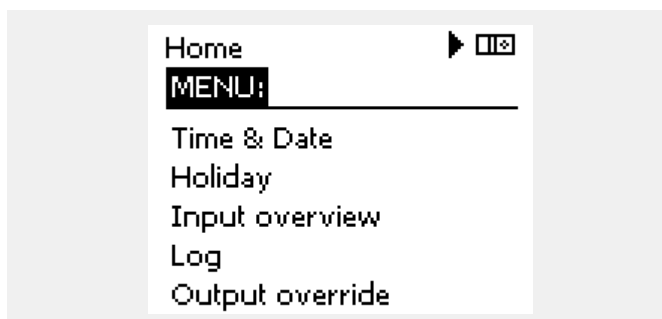 Home
MENU:
Time & Date
Holiday
Input overview
Log
Output override